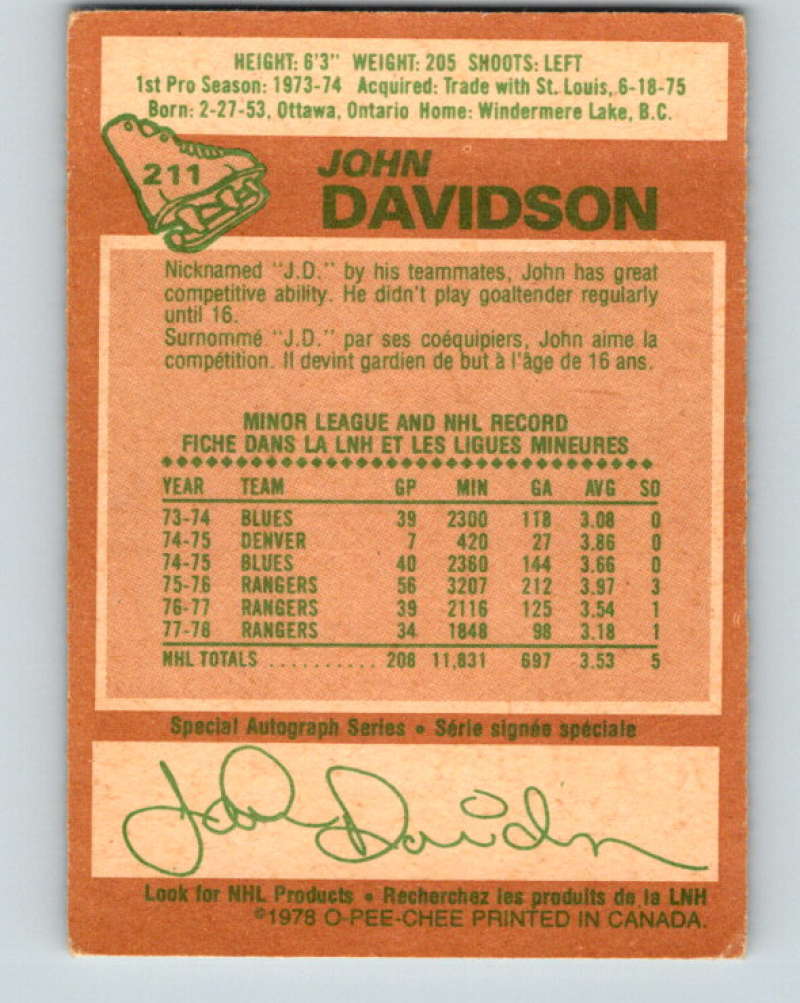 HEIGHT: 6'3" WEIGHT: 205 SHOOTS: LEFT
1st Pro Season: 1973-74 Acquired: Trade with St. Louis, 6-18-75
Born: 2-27-53, Ottawa, Ontario Home: Windermere Lake, B.C.
211
JOHN
DAVIDSON
Nicknamed "J.D." by his teammates, John has great
competitive ability. He didn't play goaltender regularly
until 16.
Surnommé "J.D." par ses coéquipiers, John aime la
compétition. Il devint gardien de but à l'âge de 16 ans.
MINOR LEAGUE AND NHL RECORD
FICHE DANS LA LNH ET LES LIGUES MINEURES
YEAR TEAM GP MIN GA AVG SO
73-74 BLUES 39 2300 118 3.08 0
74-75 DENVER 7 420 27 3.86 0
74-75 BLUES 40 2360 144 3.66 0
75-76 RANGERS 56 3207 212 3.97 3
76-77 RANGERS 39 2116 125 3.54 1
77-78 RANGERS 34 1848 98 3.18 1
NHL TOTALS .......... 208 11,831 697 3.53 5
Special Autograph Series • Série signée spéciale
John Davidson
Look for NHL Products • Recherchez les produits de la LNH
©1978 O-PEE-CHEE PRINTED IN CANADA.